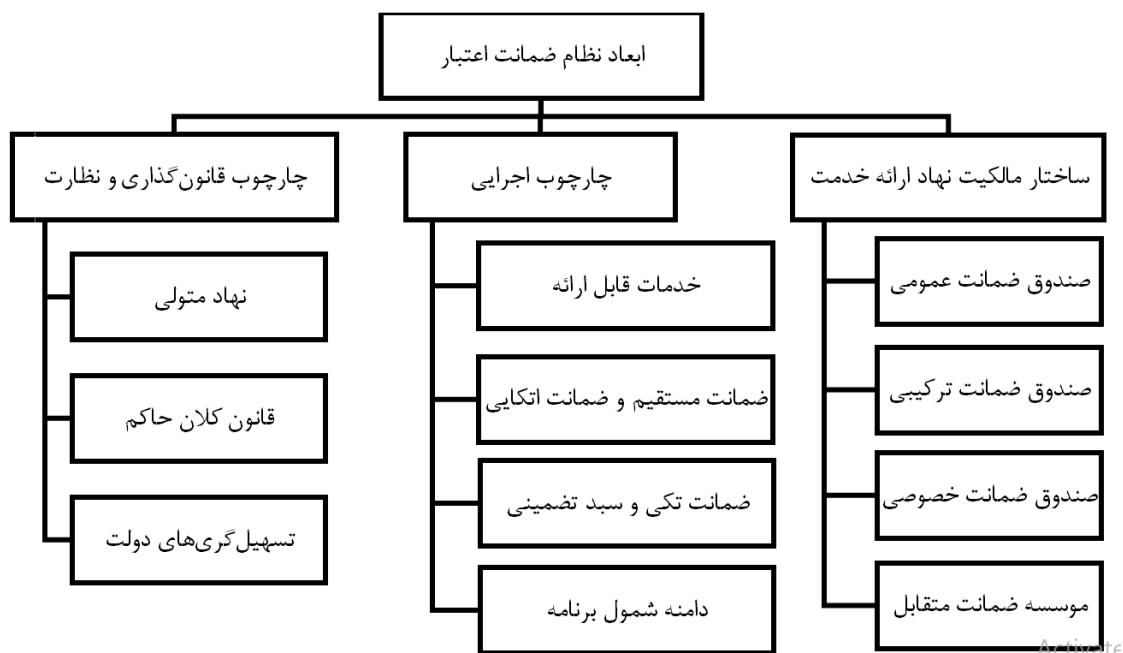 ابعاد نظام ضمانت اعتبار
ساختار مالکیت نهاد ارائه خدمت
صندوق ضمانت عمومی
صندوق ضمانت ترکیبی
صندوق ضمانت خصوصی
موسسه ضمانت متقابل
چارچوب اجرایی
خدمات قابل ارائه
ضمانت مستقیم و ضمانت اتکایی
ضمانت تکی و سبد تضمینی
دامنه شمول برنامه
چارچوب قانون‌گذاری و نظارت
نهاد متولی
قانون کلان حاکم
تسهیل‌گری‌های دولت
Activate